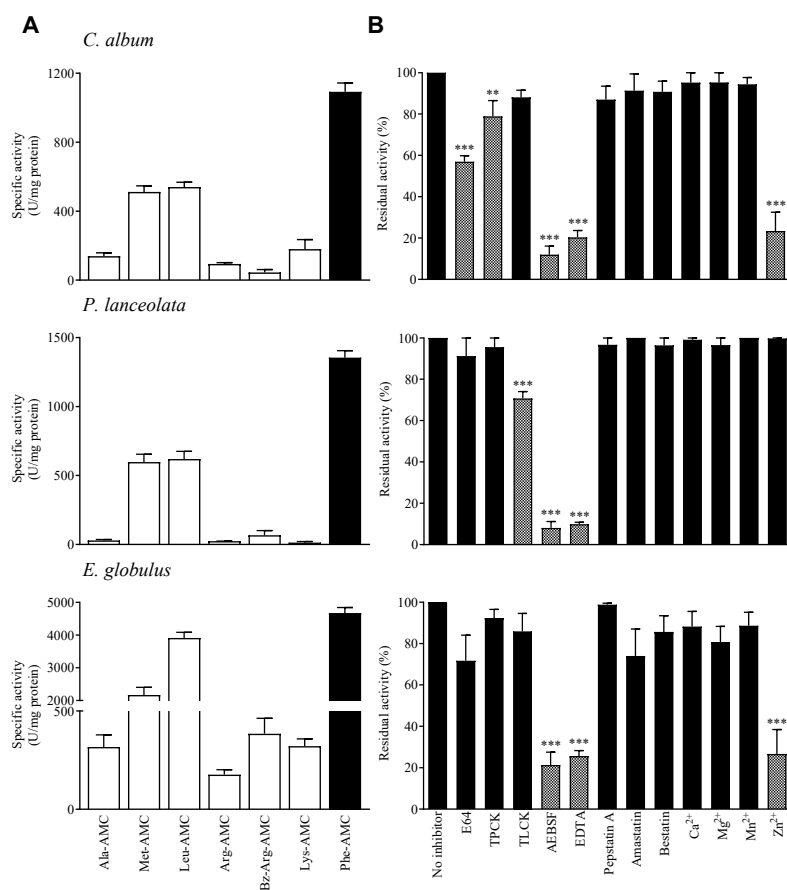 A
B
C. album
Specific activity
(U/mg protein)
1200
800
400
0
Residual activity (%)
100
80
60
40
20
0
***
**
***
***
***
P. lanceolata
Specific activity
(U/mg protein)
1500
1000
500
0
Residual activity (%)
100
80
60
40
20
0
***
***
***
E. globulus
Specific activity
(U/mg protein)
5000
4000
3000
2000
500
0
Residual activity (%)
100
80
60
40
20
0
***
***
***
Ala-AMC
Met-AMC
Leu-AMC
Arg-AMC
Bz-Arg-AMC
Lys-AMC
Phe-AMC
No inhibitor
E64
TPCK
TLCK
AEBSF
EDTA
Pepstatin A
Amastatin
Bestatin
Ca2+
Mg2+
Mn2+
Zn2+